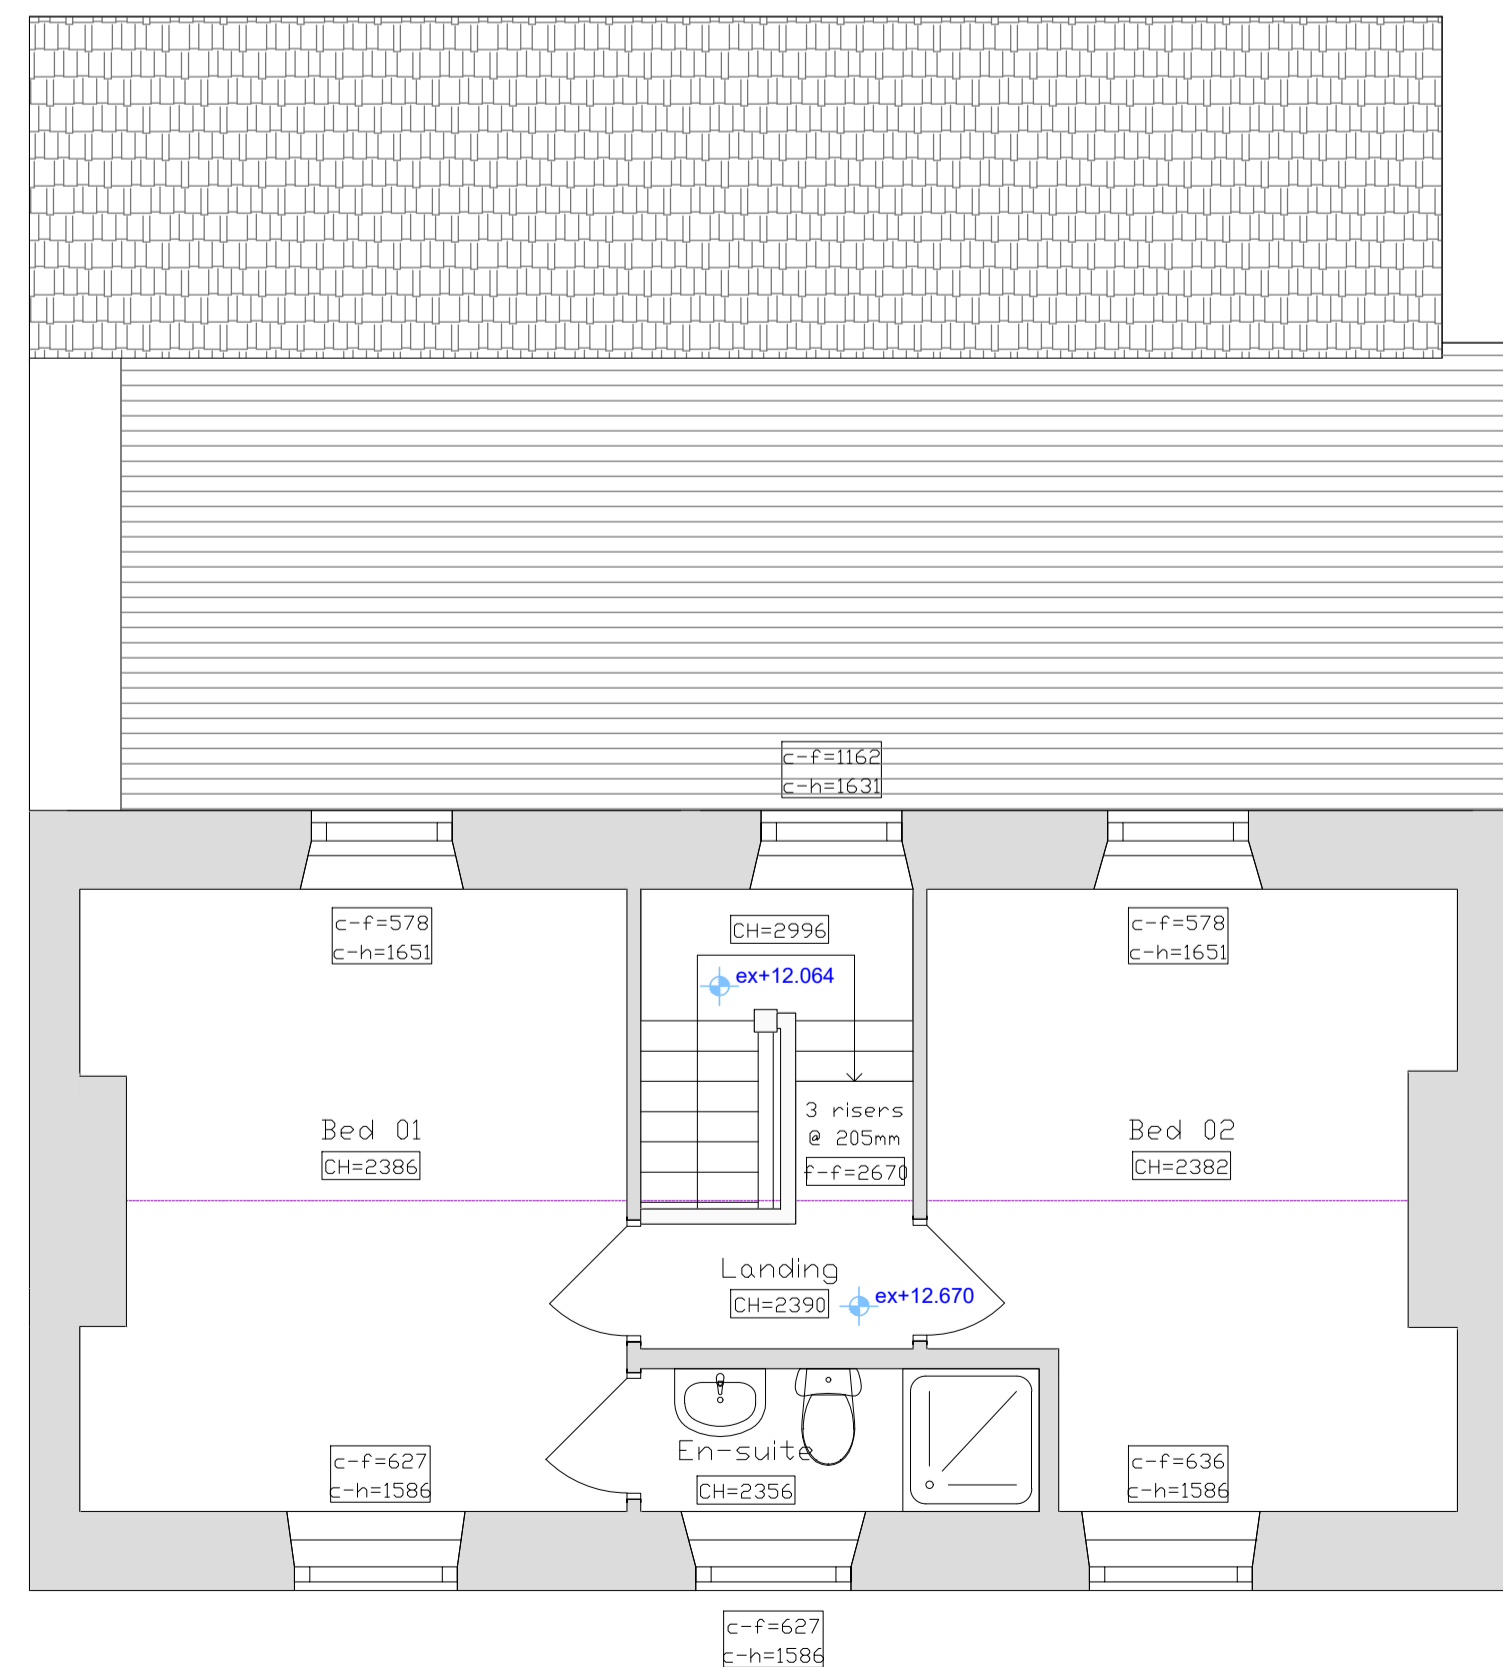 c-f=1162
c-h=1631
c-f=578
c-h=1651
CH=2996
c-f=578
c-h=1651
ex+12.064
3 risers
@ 205mm
f-f=2670
Bed 01
CH=2386
Bed 02
CH=2382
Landing
CH=2390
ex+12.670
En-suite
CH=2356
c-f=627
c-h=1586
c-f=636
c-h=1586
c-f=627
c-h=1586